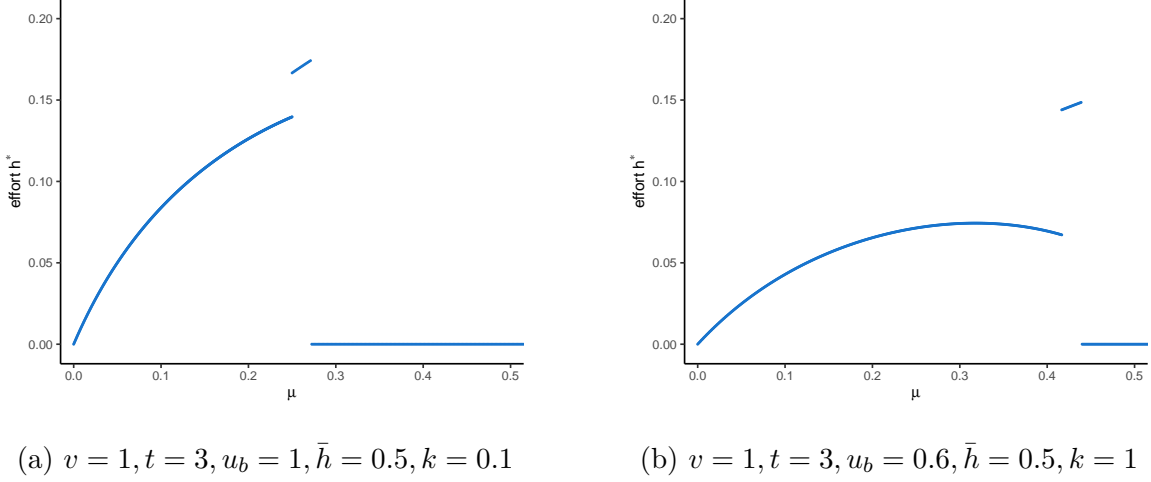 0.20
0.15
0.10
0.05
0.00
effort h*
0.0 0.1 0.2 0.3 0.4 0.5
μ
(a) v = 1, t = 3, u_b = 1, h̄ = 0.5, k = 0.1
0.20
0.15
0.10
0.05
0.00
effort h*
0.0 0.1 0.2 0.3 0.4 0.5
μ
(b) v = 1, t = 3, u_b = 0.6, h̄ = 0.5, k = 1